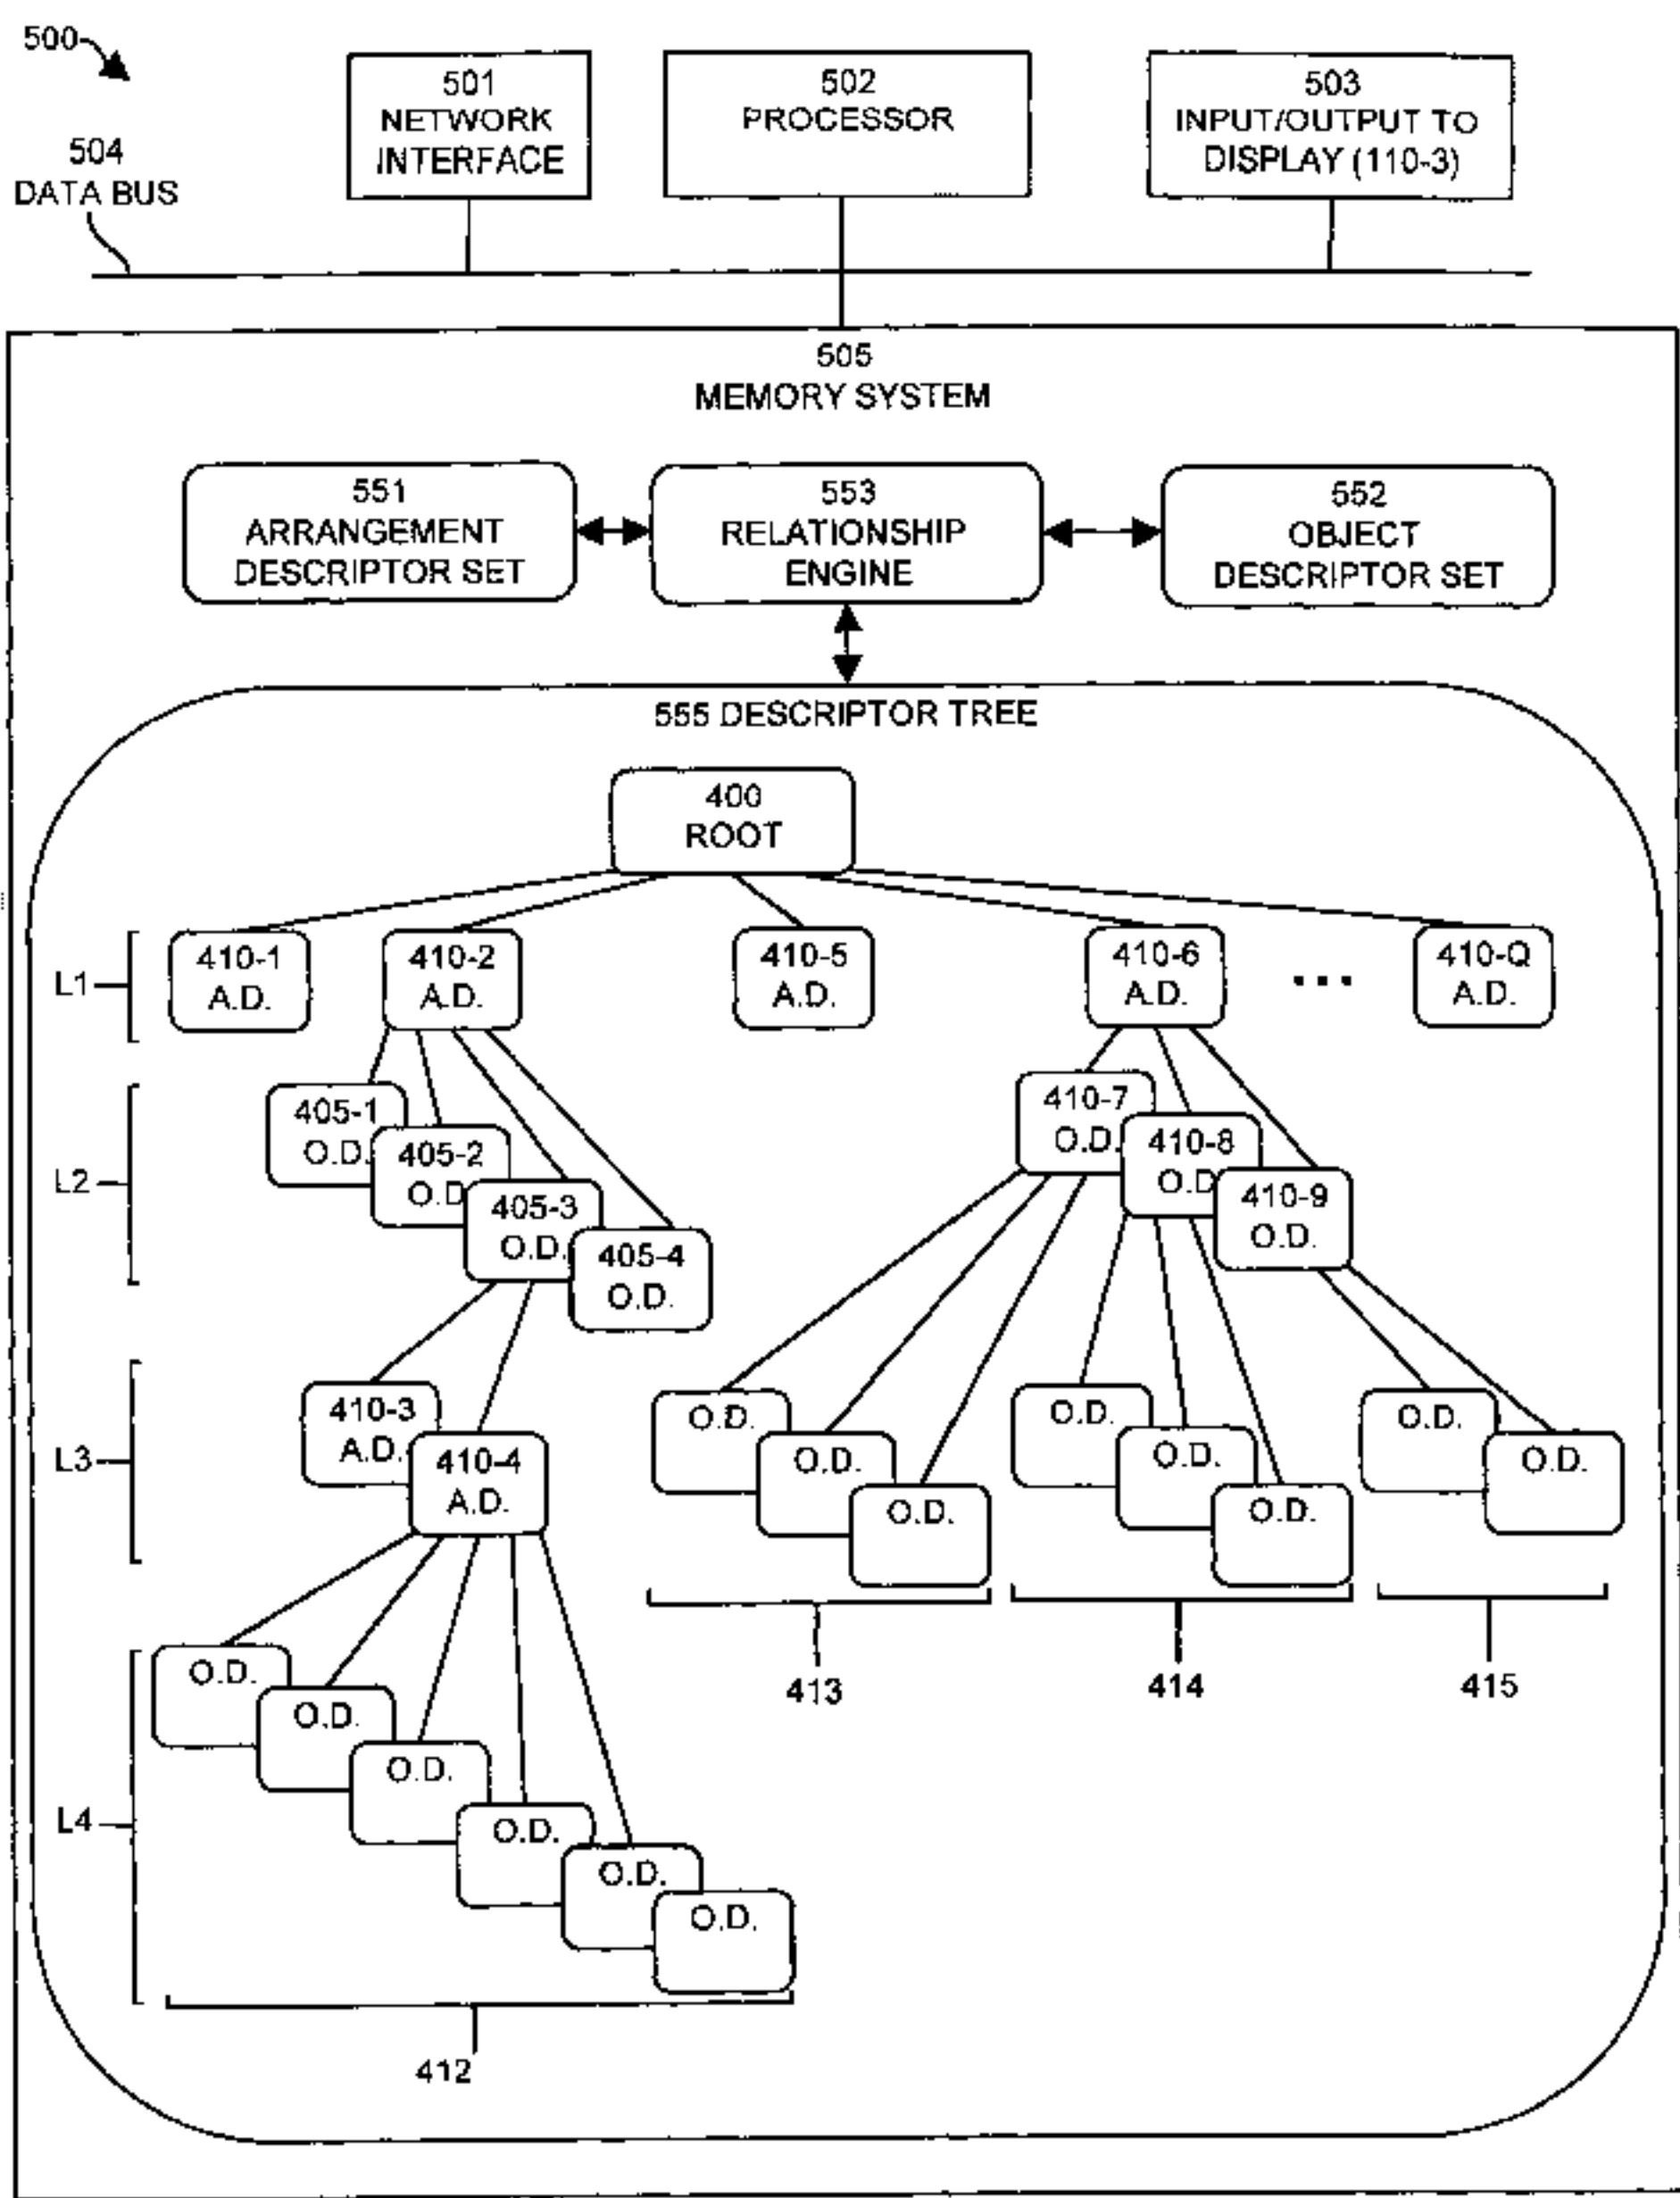 500
501
NETWORK
INTERFACE
502
PROCESSOR
503
INPUT/OUTPUT TO
DISPLAY (110-3)
504
DATA BUS
505
MEMORY SYSTEM
551
ARRANGEMENT
DESCRIPTOR SET
553
RELATIONSHIP
ENGINE
552
OBJECT
DESCRIPTOR SET
555 DESCRIPTOR TREE
400
ROOT
L1
410-1
A.D.
410-2
A.D.
410-5
A.D.
410-6
A.D.
...
410-Q
A.D.
L2
405-1
O.D.
405-2
O.D
405-3
O.D.
405-4
O.D.
410-7
O.D.
410-8
O.D
410-9
O.D.
L3
410-3
A.D.
410-4
A.D.
O.D.
O.D.
O.D.
O.D.
O.D.
O.D.
O.D.
O.D.
413
414
415
L4
O.D.
O.D.
O.D.
O.D.
O.D.
O.D.
412